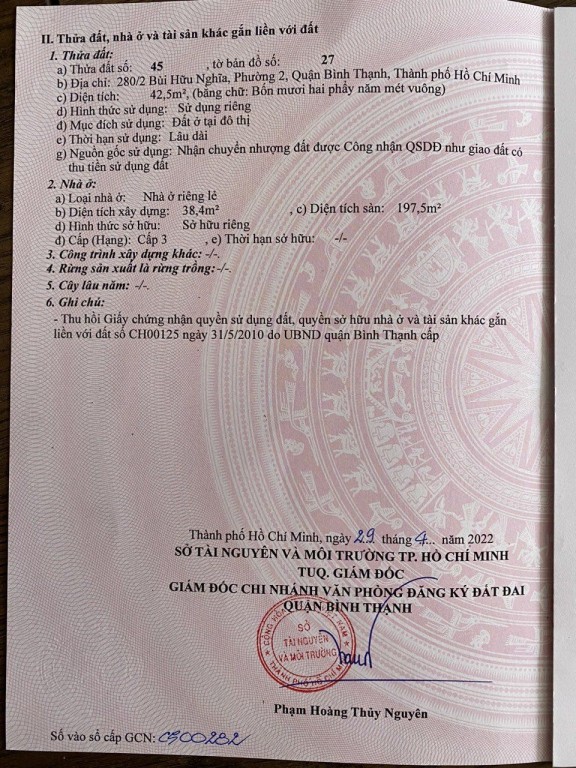 II. Thửa đất, nhà ở và tài sản khác gắn liền với đất
1. Thửa đất:
a) Thửa đất số: 45 , tờ bản đồ số: 27
b) Địa chỉ: 280/2 Bùi Hữu Nghĩa, Phường 2, Quận Bình Thạnh, Thành phố Hồ Chí Minh
c) Diện tích: 42,5m², (bằng chữ: Bốn mươi hai phẩy năm mét vuông)
d) Hình thức sử dụng: Sử dụng riêng
đ) Mục đích sử dụng: Đất ở tại đô thị
e) Thời hạn sử dụng: Lâu dài
g) Nguồn gốc sử dụng: Nhận chuyển nhượng đất được Công nhận QSDĐ như giao đất có
thu tiền sử dụng đất
2. Nhà ở:
a) Loại nhà ở: Nhà ở riêng lẻ
b) Diện tích xây dựng: 38,4m² , c) Diện tích sàn: 197,5m²
d) Hình thức sở hữu: Sở hữu riêng
đ) Cấp (Hạng): Cấp 3 , e) Thời hạn sở hữu: -/-
3. Công trình xây dựng khác: -/-.
4. Rừng sản xuất là rừng trồng:-/-.
5. Cây lâu năm: -/-.
6. Ghi chú:
- Thu hồi Giấy chứng nhận quyền sử dụng đất, quyền sở hữu nhà ở và tài sản khác gắn
liền với đất số CH00125 ngày 31/5/2010 do UBND quận Bình Thạnh cấp
Thành phố Hồ Chí Minh, ngày 29 tháng 4... năm 2022
SỞ TÀI NGUYÊN VÀ MÔI TRƯỜNG TP. HỒ CHÍ MINH
TUQ. GIÁM ĐỐC
GIÁM ĐỐC CHI NHÁNH VĂN PHÒNG ĐĂNG KÝ ĐẤT ĐAI
QUẬN BÌNH THẠNH
SỞ
TÀI NGUYÊN
VÀ MÔI TRƯỜNG
THÀNH PHỐ HỒ CHÍ M
Phạm Hoàng Thủy Nguyên
Số vào sổ cấp GCN: CS00282